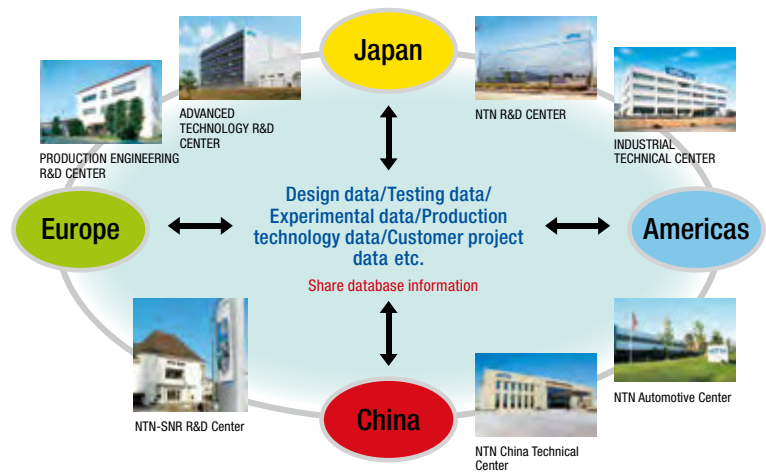 Japan
ADVANCED
TECHNOLOGY R&D
CENTER
NTN R&D CENTER
PRODUCTION ENGINEERING
R&D CENTER
INDUSTRIAL
TECHNICAL CENTER
Europe
Design data/Testing data/
Experimental data/Production
technology data/Customer project
data etc.
Share database information
Americas
NTN-SNR R&D Center
China
NTN China Technical
Center
NTN Automotive Center